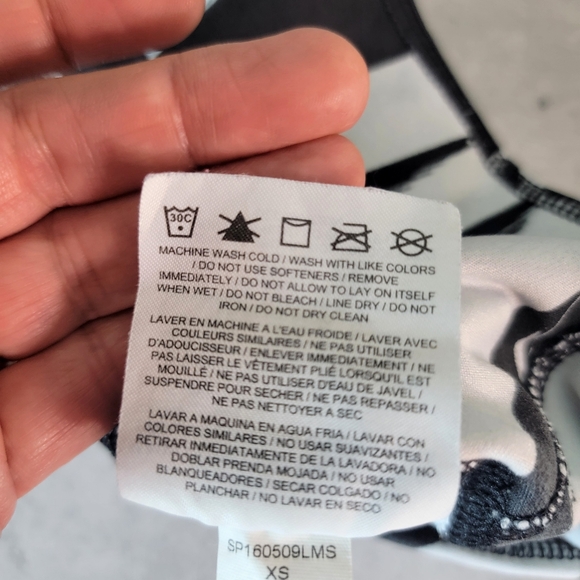 30C
MACHINE WASH COLD / WASH WITH LIKE COLORS
/ DO NOT USE SOFTENERS / REMOVE
IMMEDIATELY / DO NOT ALLOW TO LAY ON ITSELF
WHEN WET / DO NOT BLEACH / LINE DRY / DO NOT
IRON / DO NOT DRY CLEAN
LAVER EN MACHINE A L'EAU FROIDE / LAVER AVEC
COULEURS SIMILAIRES / NE PAS UTILISER
D'ADOUCISSEUR / ENLEVER IMMEDIATEMENT / NE
PAS LAISSER LE VÊTEMENT PLIÉ LORSQU'IL EST
MOUILLÉ / NE PAS UTILISER D'EAU DE JAVEL /
SUSPENDRE POUR SECHER / NE PAS REPASSER /
NE PAS NETTOYER A SEC
LAVAR A MAQUINA EN AGUA FRIA / LAVAR CON
COLORES SIMILARES / NO USAR SUAVIZANTES /
RETIRAR INMEDIATAMENTE DE LA LAVADORA / NO
DOBLAR PRENDA MOJADA / NO USAR
BLANQUEADORES / SECAR COLGADO / NO
PLANCHAR / NO LAVAR EN SECO
SP160509LMS
XS